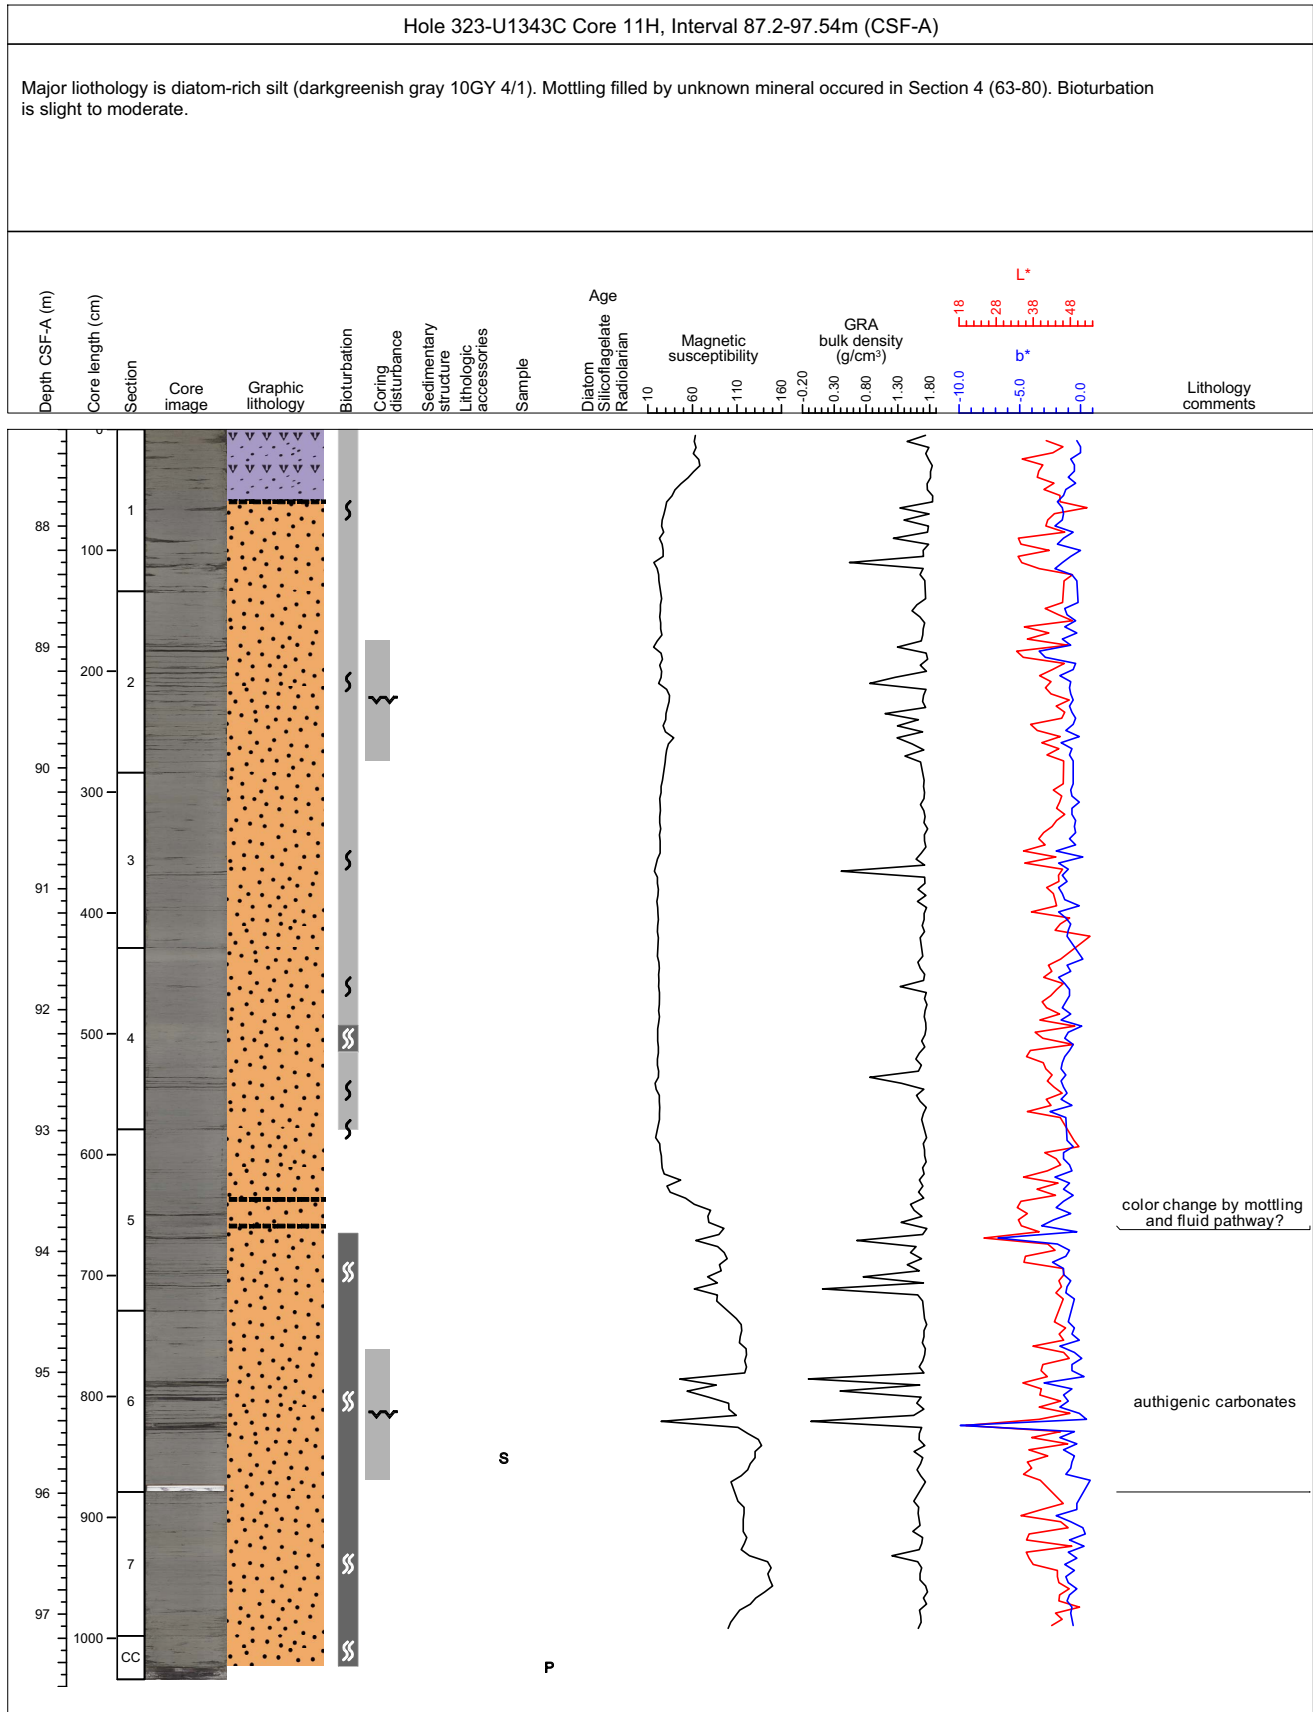 Hole 323-U1343C Core 11H, Interval 87.2-97.54m (CSF-A)
Major liothology is diatom-rich silt (darkgreenish gray 10GY 4/1). Mottling filled by unknown mineral occured in Section 4 (63-80). Bioturbation
is slight to moderate.
Depth CSF-A (m)
Core length (cm)
Section
Core
image
Graphic
lithology
Bioturbation
Coring
disturbance
Sedimentary
structure
Lithologic
accessories
Sample
Age
Diatom
Silicoflagelate
Radiolarian
Magnetic
susceptibility
10 60 110 160
GRA
bulk density
(g/cm³)
-0.20 0.30 0.80 1.30 1.80
L*
18 28 38 48
b*
-10.0 -5.0 0.0
Lithology
comments
0
1
88
100
89
200
2
90
300
3
91
400
92
500
4
93
600
color change by mottling
and fluid pathway?
5
94
700
95
800
6
authigenic carbonates
S
96
900
7
97
1000
CC
P